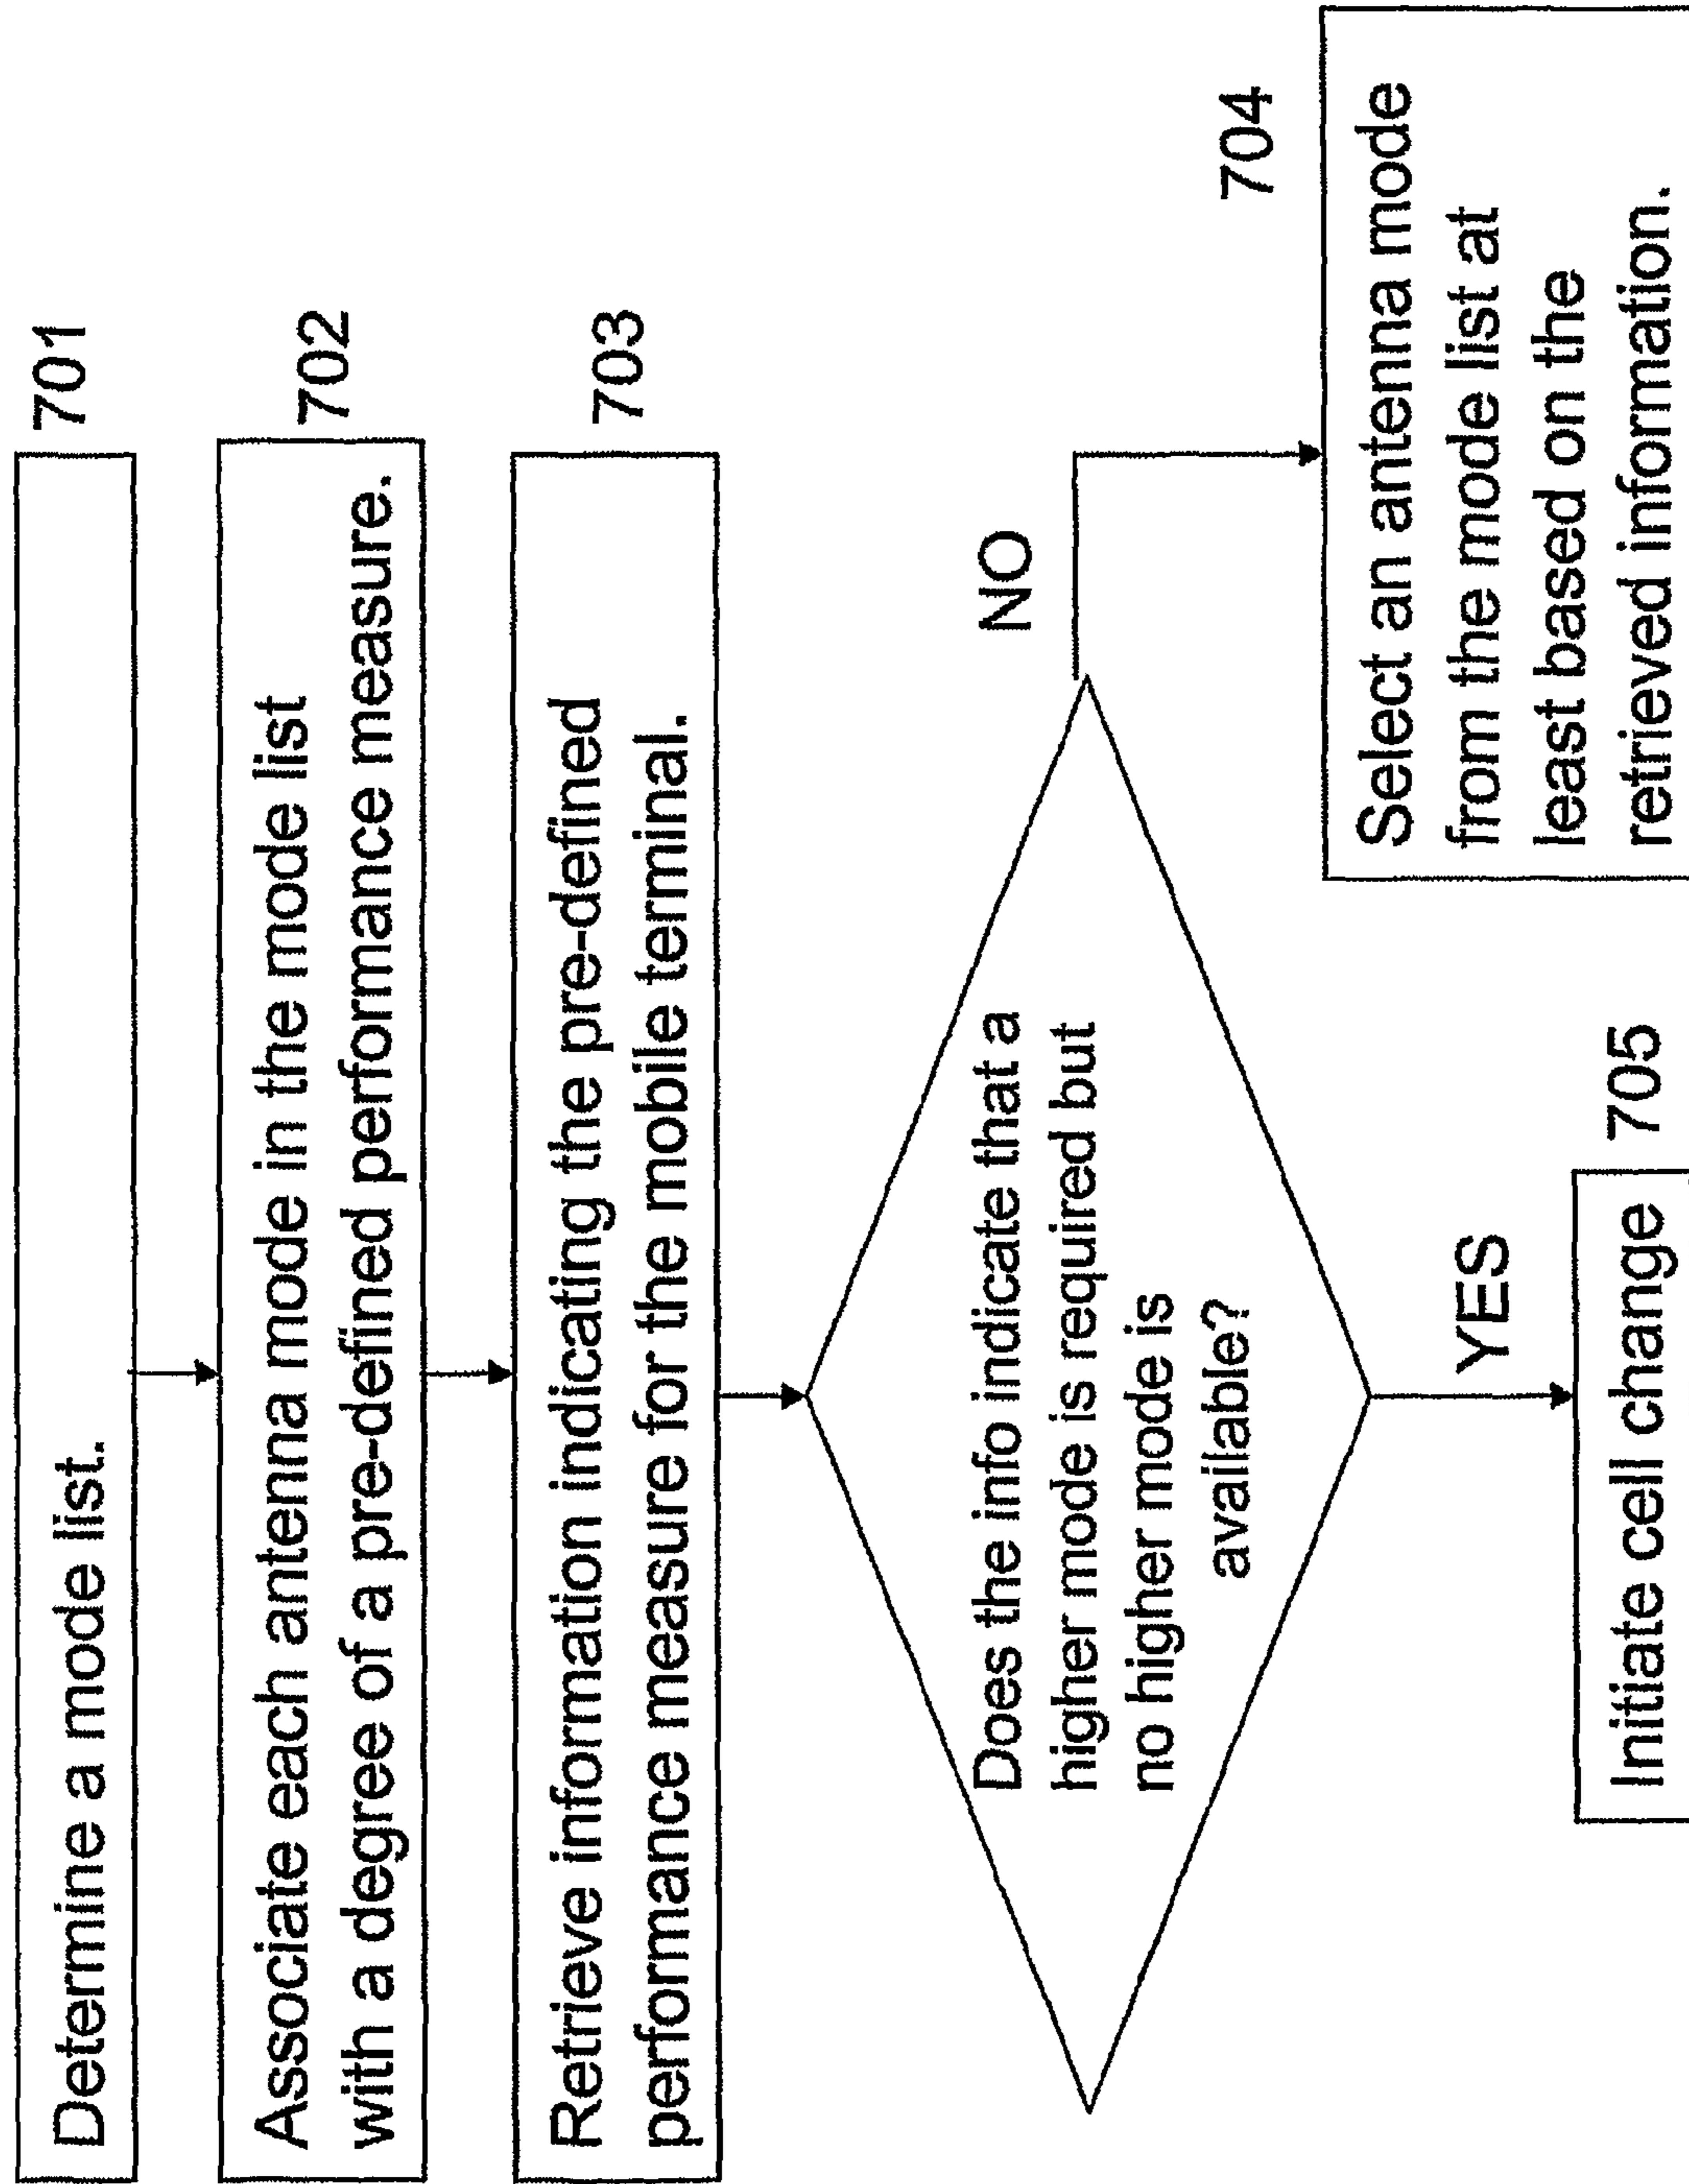 Determine a mode list.
701
Associate each antenna mode in the mode list
with a degree of a pre-defined performance measure.
702
Retrieve information indicating the pre-defined
performance measure for the mobile terminal.
703
Does the info indicate that a
higher mode is required but
no higher mode is
available?
NO
704
Select an antenna mode
from the mode list at
least based on the
retrieved information.
YES
705
Initiate cell change